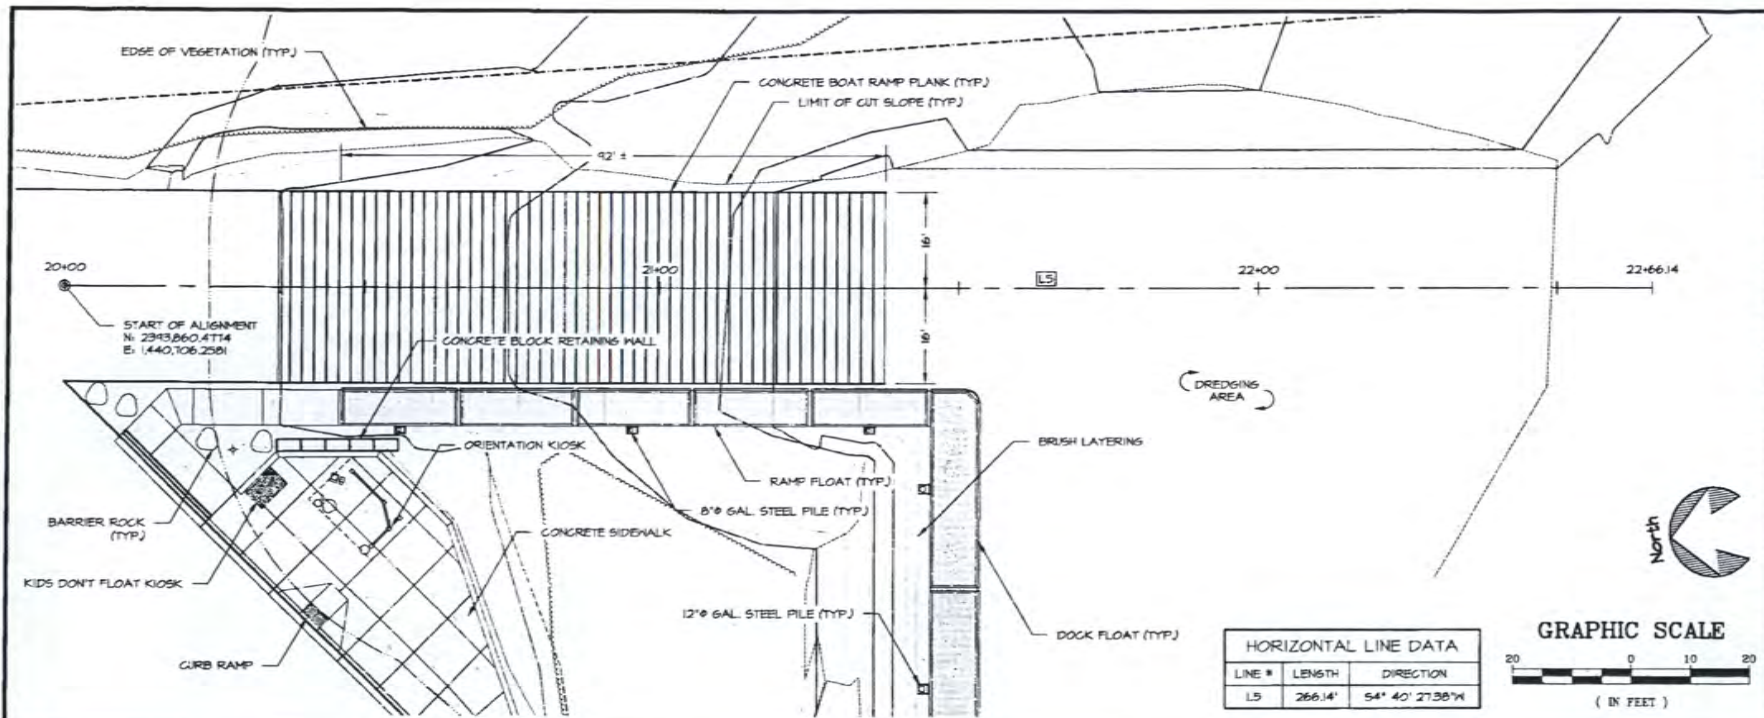 EDGE OF VEGETATION (TYP.)
CONCRETE BOAT RAMP PLANK (TYP.)
LIMIT OF CUT SLOPE (TYP.)
92' ±
16'
20+00
21+00
L5
22+00
22+66.14
START OF ALIGNMENT
N: 2393,860.4774
E: 1,440,706.2581
CONCRETE BLOCK RETAINING WALL
16'
DREDGING
AREA
ORIENTATION KIOSK
BRUSH LAYERING
RAMP FLOAT (TYP.)
8"Φ GAL. STEEL PILE (TYP.)
BARRIER ROCK
(TYP.)
CONCRETE SIDEWALK
North
KIDS DON'T FLOAT KIOSK
12"Φ GAL. STEEL PILE (TYP.)
DOCK FLOAT (TYP.)
CURB RAMP
HORIZONTAL LINE DATA
LINE # LENGTH DIRECTION
L5 266.14' S4° 40' 27.38"W
GRAPHIC SCALE
20 0 10 20
( IN FEET )